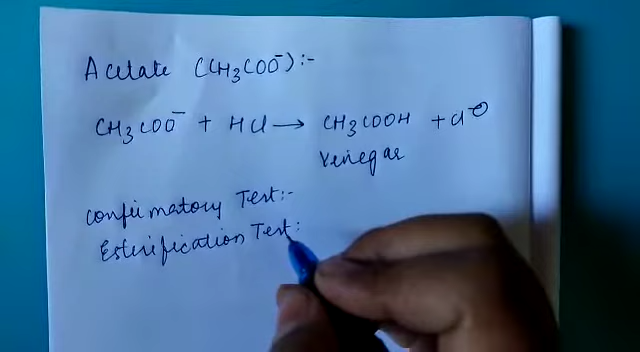 Acetate (CH3COO⁻):-
CH3COO⁻ + HCl → CH3COOH + Cl⊖
Vinegar
Confirmatory Test:-
Esterification Test: